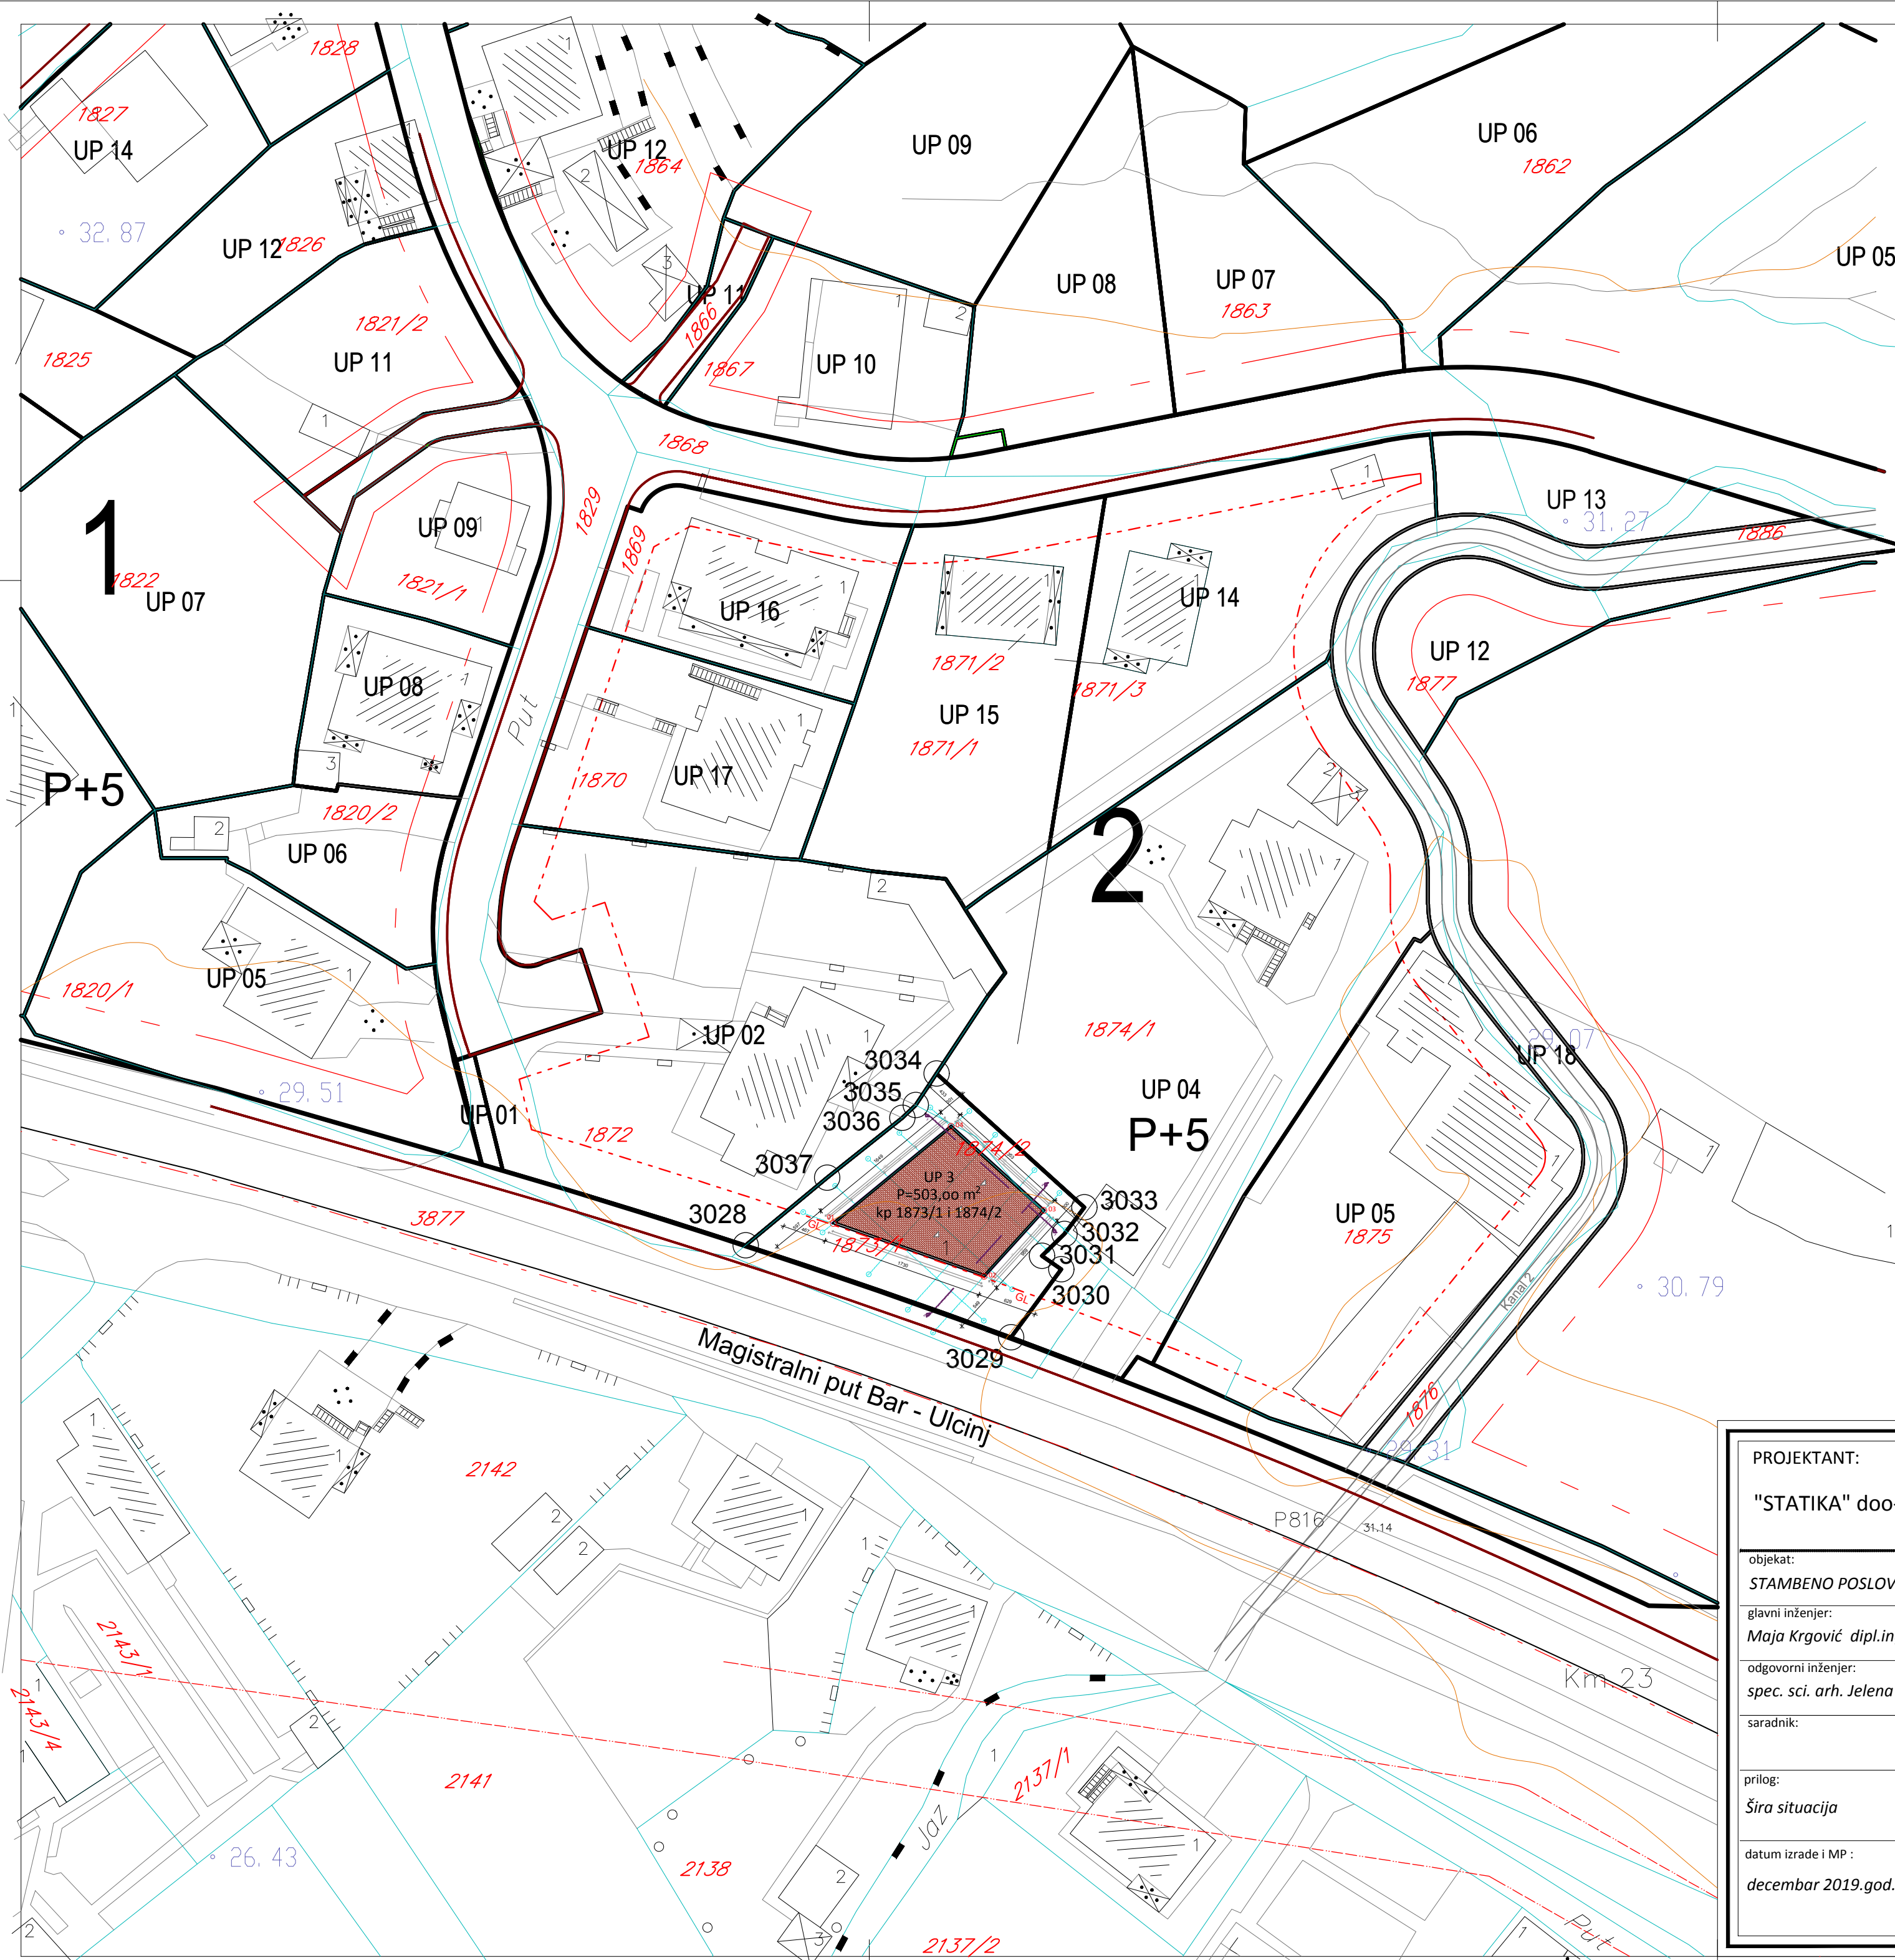 1828
1827
UP 14
1
UP 12
1864
UP 09
UP 06
1862
32. 87
UP 12
1826
UP 05
UP 08
UP 07
1863
UP 11
1866
1867
UP 10
1
2
1825
1821/2
UP 11
1868
1829
1869
UP 09
1821/1
1
1822
UP 07
UP 13
31. 27
1886
UP 16
UP 14
1871/2
1871/3
UP 12
1877
UP 08
Put
UP 15
1871/1
UP 17
1870
P+5
1820/2
UP 06
2
1820/1
UP 05
1874/1
29. 07
UP 18
UP 02
3034
3035
3036
3037
UP 04
P+5
29. 51
UP 01
1872
1874/2
UP 3
P=503,oo m²
kp 1873/1 i 1874/2
3028
3033
3032
3031
3030
3029
GL
1873/1
GL
3877
UP 05
1875
30. 79
Kanal 2
Magistralni put Bar - Ulcinj
1876
29. 31
2142
P816
31.14
Km 23
2143/1
2143/4
2141
2137/1
Jaz
26. 43
2138
2137/2
Put
PROJEKTANT:
"STATIKA" doo-
objekat:
STAMBENO POSLOV
glavni inženjer:
Maja Krgović dipl.in
odgovorni inženjer:
spec. sci. arh. Jelena
saradnik:
prilog:
Šira situacija
datum izrade i MP :
decembar 2019.god.